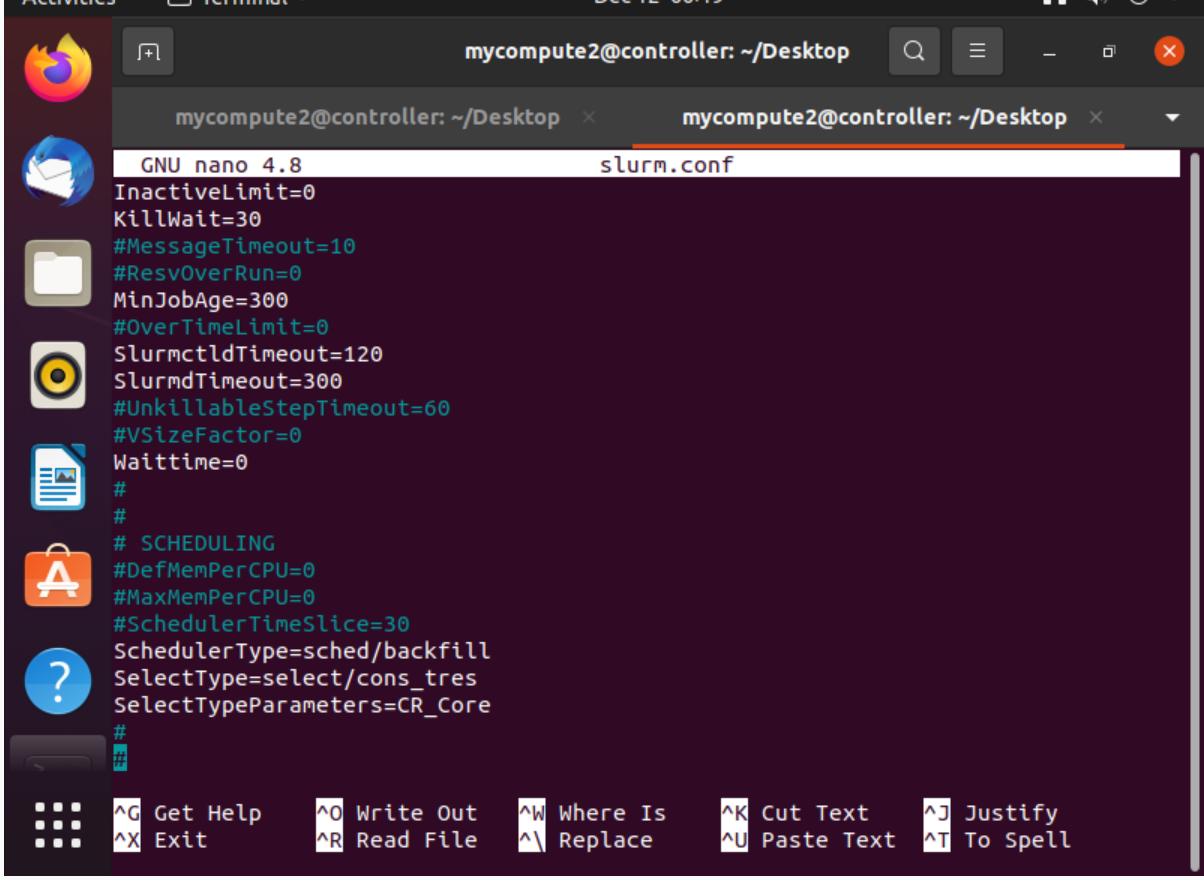 Activities Terminal Dec 12 00:19
mycompute2@controller: ~/Desktop
mycompute2@controller: ~/Desktop × mycompute2@controller: ~/Desktop ×
GNU nano 4.8 slurm.conf
InactiveLimit=0
KillWait=30
#MessageTimeout=10
#ResvOverRun=0
MinJobAge=300
#OverTimeLimit=0
SlurmctldTimeout=120
SlurmdTimeout=300
#UnkillableStepTimeout=60
#VSizeFactor=0
Waittime=0
#
#
# SCHEDULING
#DefMemPerCPU=0
#MaxMemPerCPU=0
#SchedulerTimeSlice=30
SchedulerType=sched/backfill
SelectType=select/cons_tres
SelectTypeParameters=CR_Core
#
#
^G Get Help ^O Write Out ^W Where Is ^K Cut Text ^J Justify
^X Exit ^R Read File ^\ Replace ^U Paste Text ^T To Spell